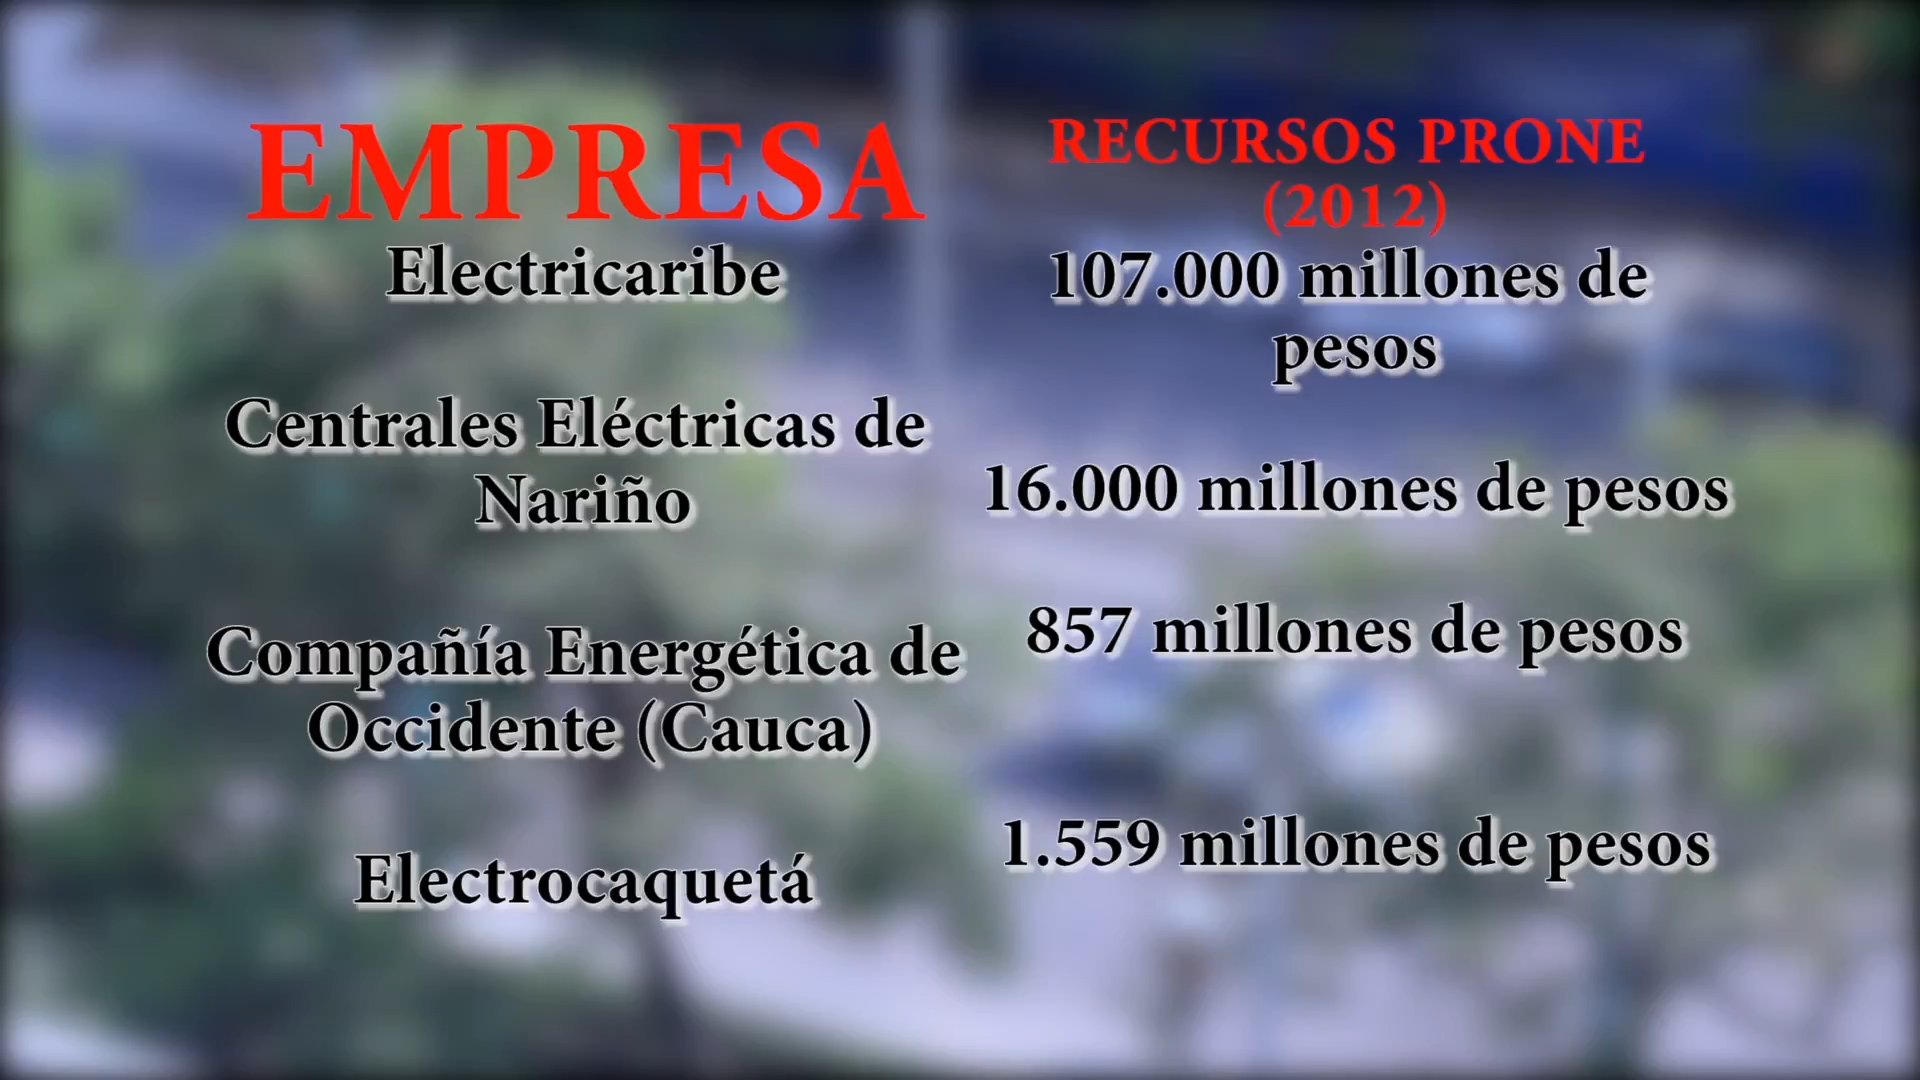 EMPRESA
Electricaribe
Centrales Eléctricas de
Nariño
Compañía Energética de
Occidente (Cauca)
Electrocaquetá
RECURSOS PRONE
(2012)
107.000 millones de
pesos
16.000 millones de pesos
857 millones de pesos
1.559 millones de pesos